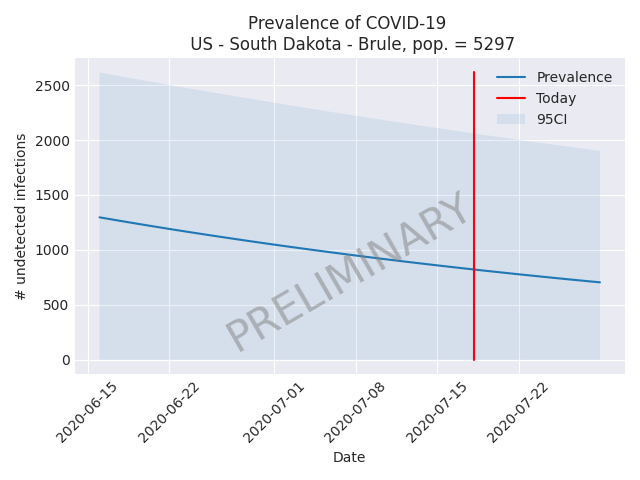 Prevalence of COVID-19
US - South Dakota - Brule, pop. = 5297
Prevalence
Today
95CI
# undetected infections
2500
2000
1500
1000
500
0
PRELIMINARY
2020-06-15
2020-06-22
2020-07-01
2020-07-08
2020-07-15
2020-07-22
Date